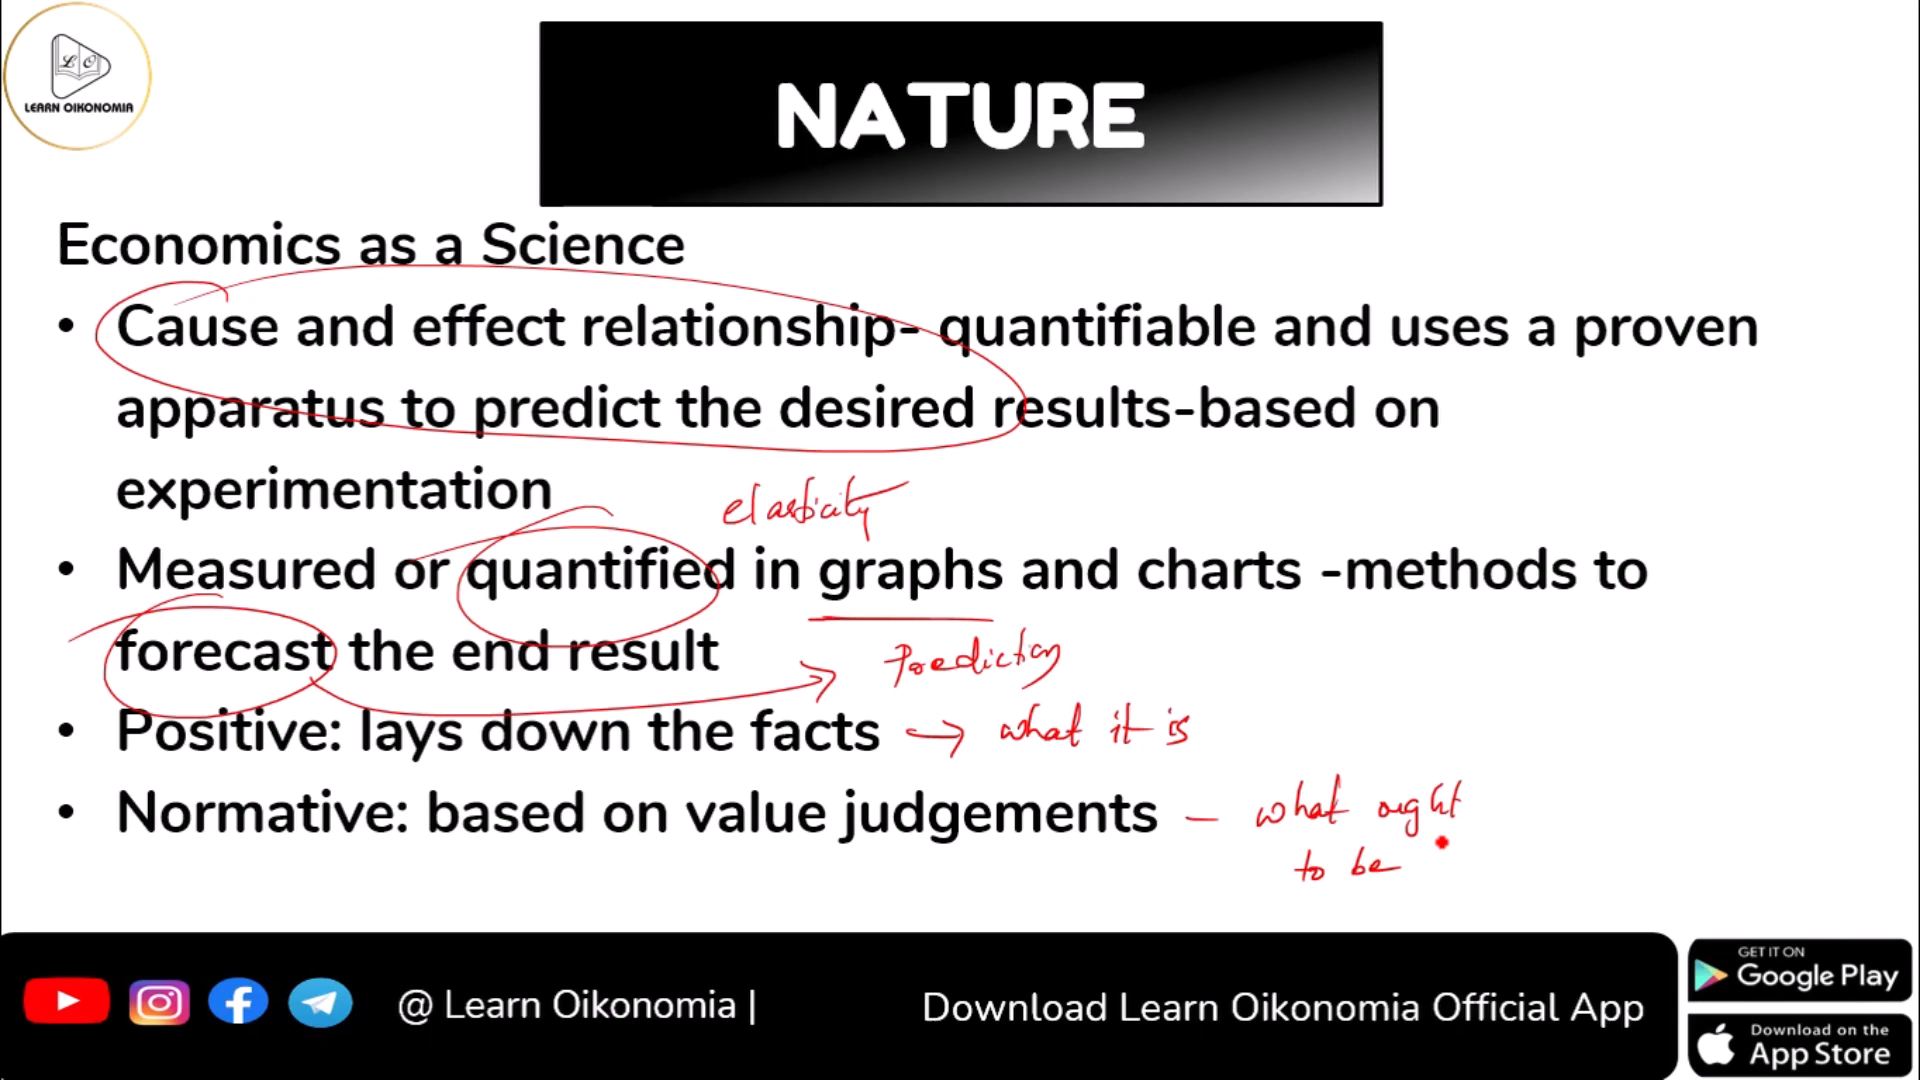 LO
LEARN OIKONOMIA
NATURE
Economics as a Science
• Cause and effect relationship- quantifiable and uses a proven
apparatus to predict the desired results-based on
experimentation
elasticity
• Measured or quantified in graphs and charts -methods to
forecast the end result
Prediction
• Positive: lays down the facts → what it is
• Normative: based on value judgements – what ought
to be
@ Learn Oikonomia |
Download Learn Oikonomia Official App
GET IT ON
Google Play
Download on the
App Store